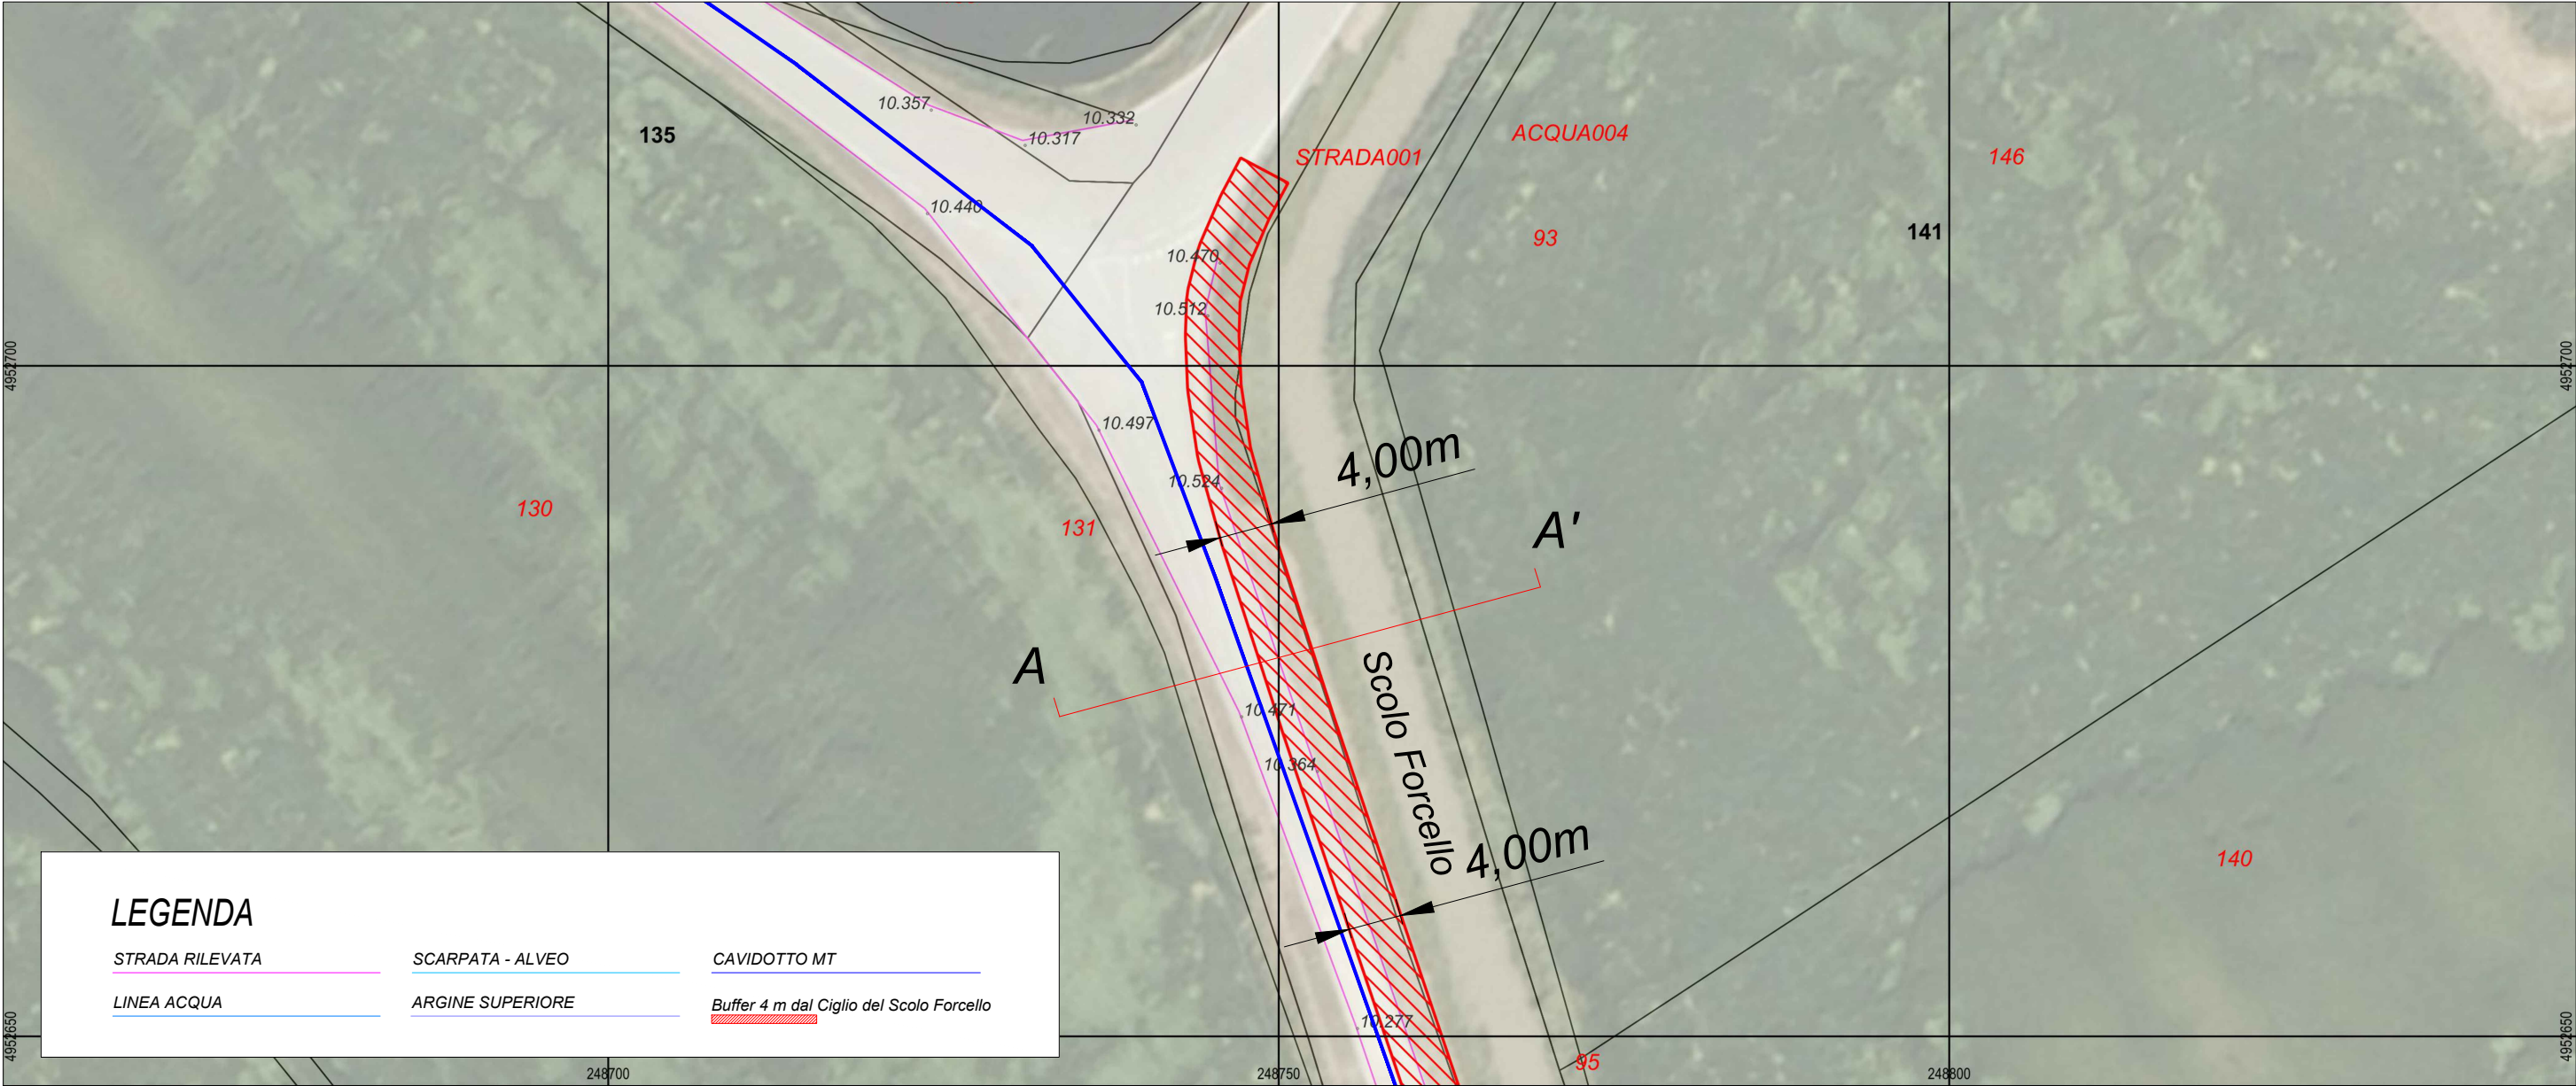 10.357
10.332
10.317
135
STRADA001
ACQUA004
146
10.440
93
141
10.470
10.512
4952700
4952700
10.497
4,00m
10.524
130
131
A'
A
Scolo Forcello
10.471
10.364
4,00m
140
LEGENDA
STRADA RILEVATA
SCARPATA - ALVEO
CAVIDOTTO MT
LINEA ACQUA
ARGINE SUPERIORE
Buffer 4 m dal Ciglio del Scolo Forcello
10.277
4952650
4952650
95
248700
248750
248800